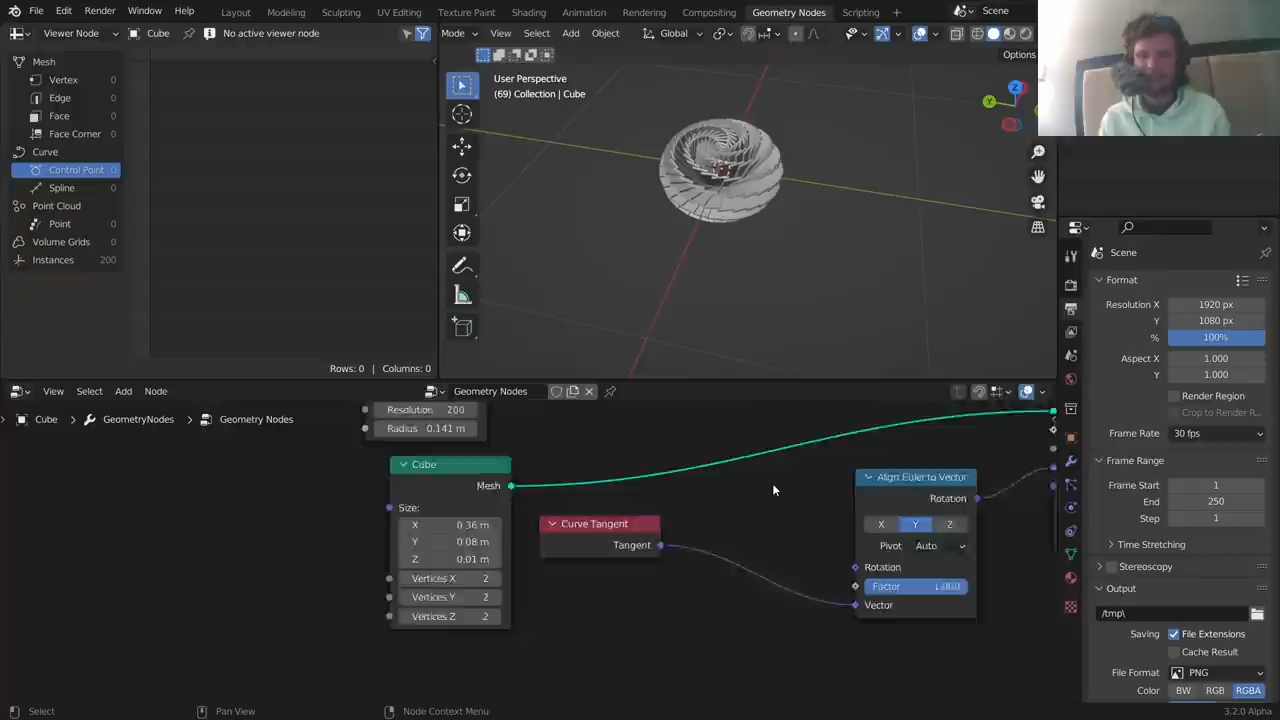 File Edit Render Window Help Layout Modeling Sculpting UV Editing Texture Paint Shading Animation Rendering Compositing Geometry Nodes Scripting Scene
Viewer Node Cube No active viewer node
Mode View Select Add Object Global
Options
Mesh
Vertex 0
Edge 0
Face 0
Face Corner 0
Curve
Control Point 0
Spline 0
Point Cloud
Point 0
Volume Grids 0
Instances 200
Rows: 0 | Columns: 0
User Perspective
(69) Collection | Cube
Z
Y
View Select Add Node Geometry Nodes
Cube GeometryNodes Geometry Nodes
Resolution 200
Radius 0.141 m
Cube
Mesh
Size:
X 0.36 m
Y 0.08 m
Z 0.01 m
Vertices X 2
Vertices Y 2
Vertices Z 2
Curve Tangent
Tangent
Align Euler to Vector
Rotation
X Y Z
Pivot Auto
Rotation
Factor 1.000
Vector
Scene
Format
Resolution X 1920 px
Y 1080 px
% 100%
Aspect X 1.000
Y 1.000
Render Region
Crop to Render R...
Frame Rate 30 fps
Frame Range
Frame Start 1
End 250
Step 1
Time Stretching
Stereoscopy
Output
/tmp\
Saving File Extensions
Cache Result
File Format PNG
Color BW RGB RGBA
Select Pan View Node Context Menu 3.2.0 Alpha